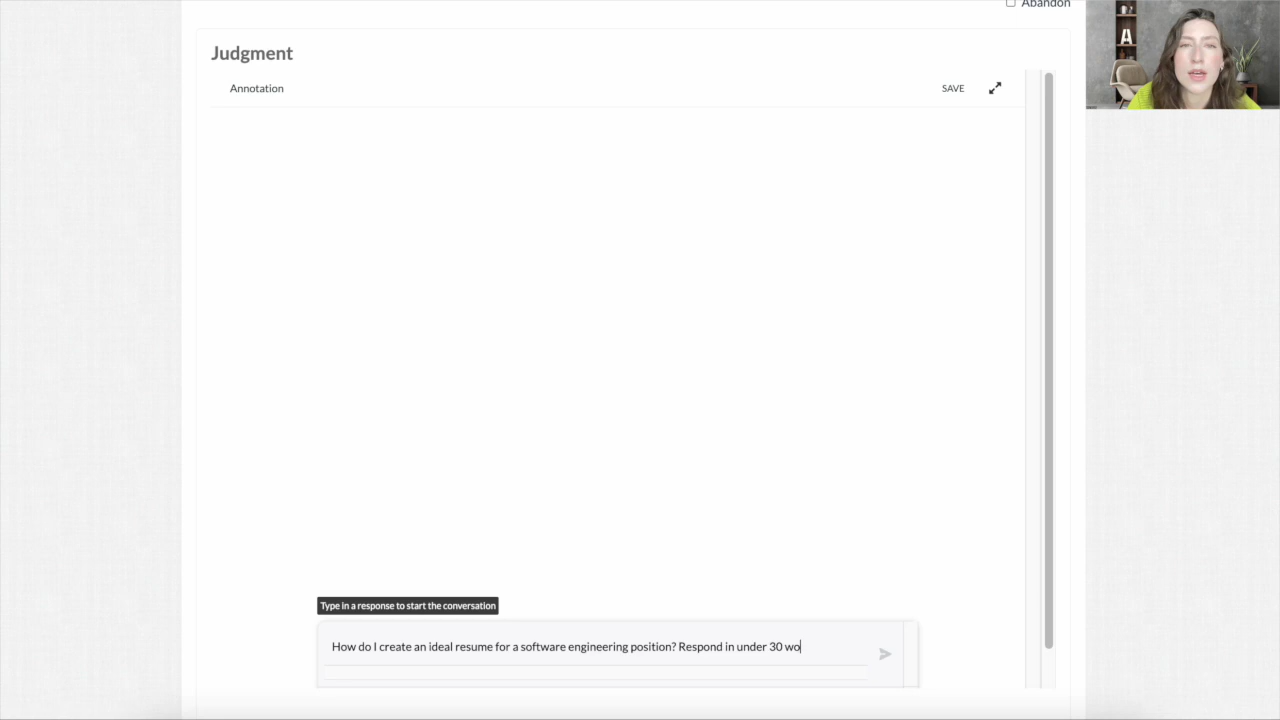 Abandon
Judgment
Annotation
SAVE
A
Type in a response to start the conversation
How do I create an ideal resume for a software engineering position? Respond in under 30 wo